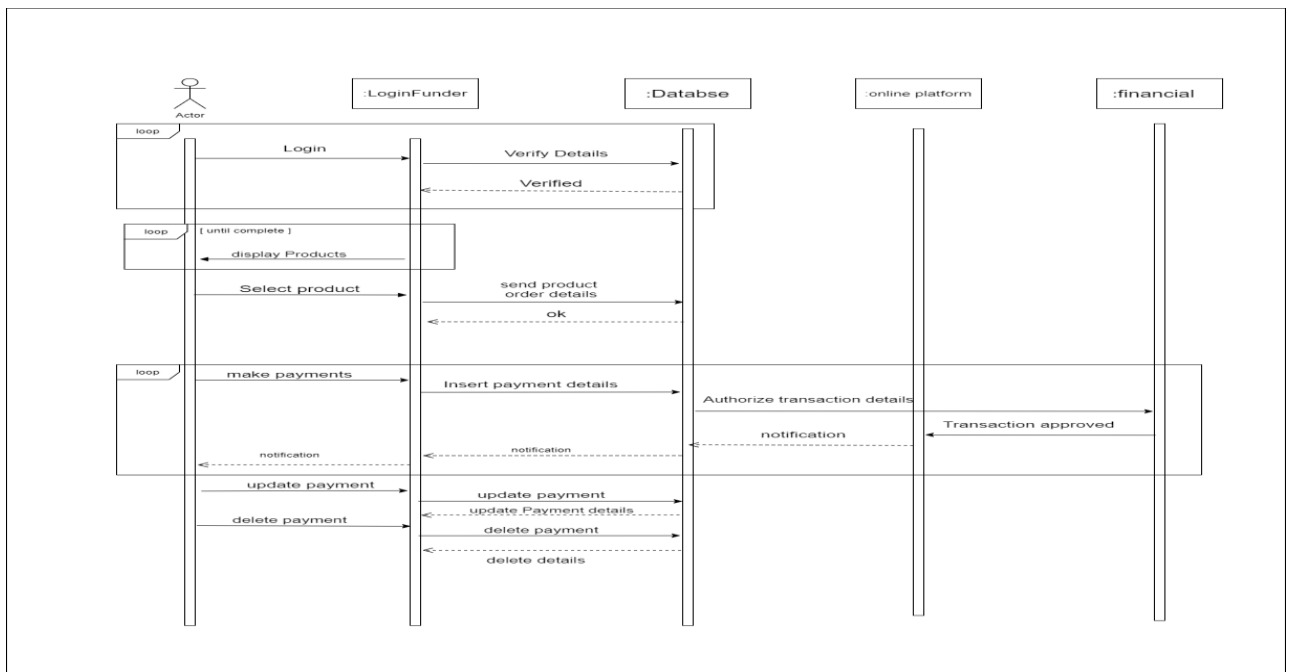 :LoginFunder
:Databse
:online platform
:financial
Actor
loop
Login
Verify Details
Verified
loop
[ until complete ]
display Products
Select product
send product
order details
ok
loop
make payments
Insert payment details
Authorize transaction details
Transaction approved
notification
notification
notification
update payment
update payment
update Payment details
delete payment
delete payment
delete details